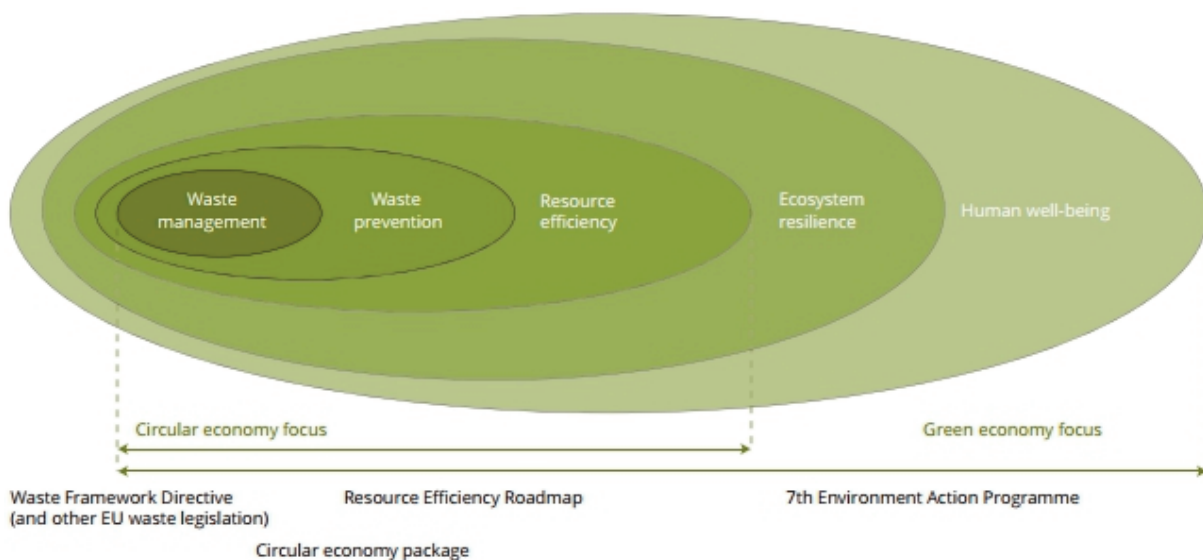 Waste
management
Waste
prevention
Resource
efficiency
Ecosystem
resilience
Human well-being
Circular economy focus
Green economy focus
Waste Framework Directive
(and other EU waste legislation)
Resource Efficiency Roadmap
7th Environment Action Programme
Circular economy package